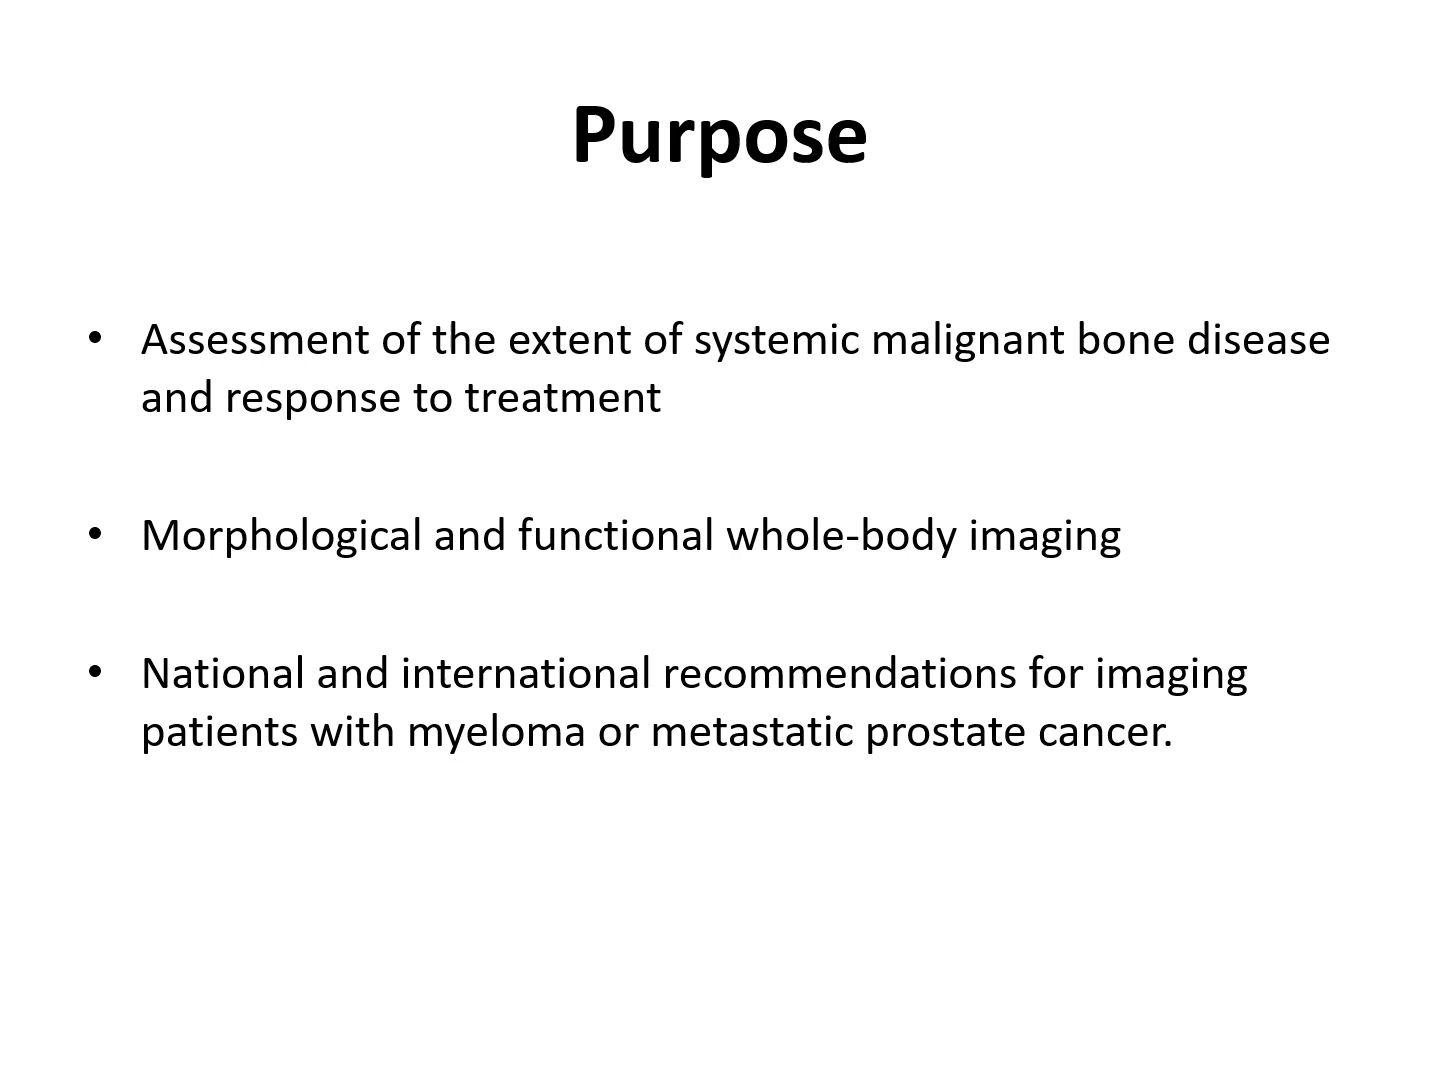 Purpose
• Assessment of the extent of systemic malignant bone disease
and response to treatment
• Morphological and functional whole-body imaging
• National and international recommendations for imaging
patients with myeloma or metastatic prostate cancer.